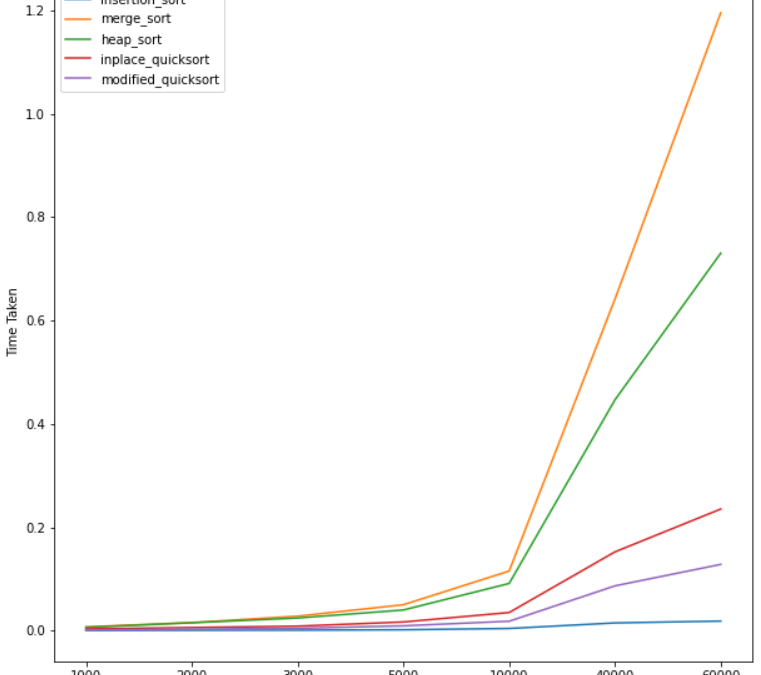 insertion_sort
merge_sort
heap_sort
inplace_quicksort
modified_quicksort
1.2
1.0
0.8
0.6
0.4
0.2
0.0
Time Taken
1000 2000 3000 5000 10000 40000 60000